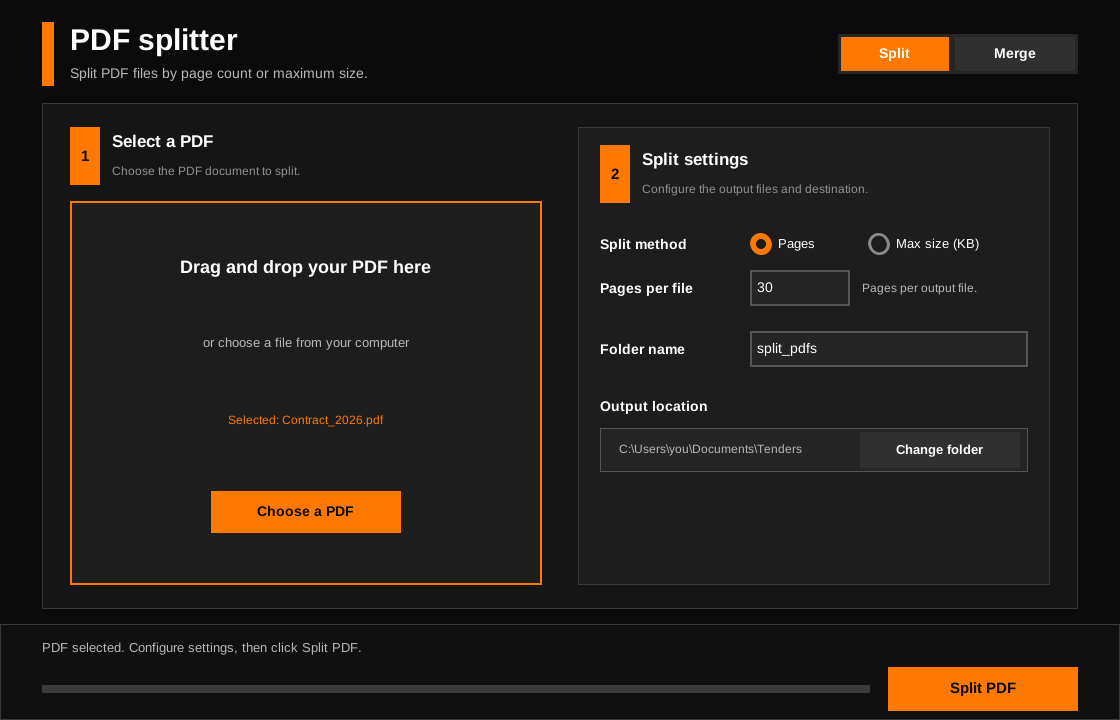 PDF splitter
Split PDF files by page count or maximum size.
Split
Merge
1
Select a PDF
Choose the PDF document to split.
Drag and drop your PDF here
or choose a file from your computer
Selected: Contract_2026.pdf
Choose a PDF
2
Split settings
Configure the output files and destination.
Split method
Pages
Max size (KB)
Pages per file
30
Pages per output file.
Folder name
split_pdfs
Output location
C:\Users\you\Documents\Tenders
Change folder
PDF selected. Configure settings, then click Split PDF.
Split PDF